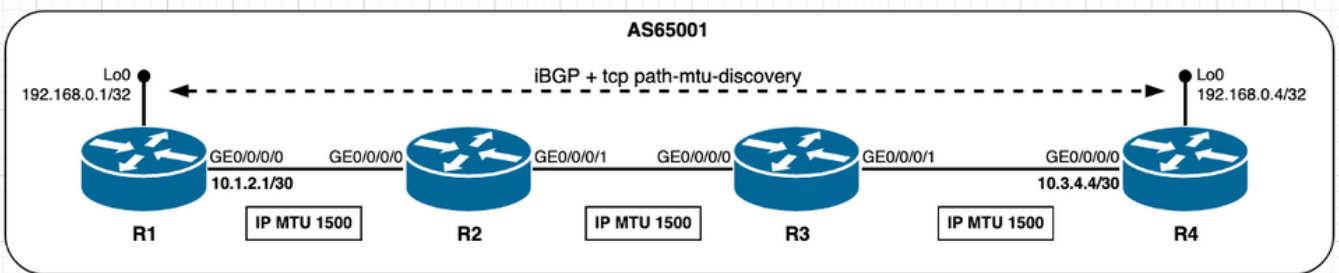 AS65001
Lo0
192.168.0.1/32
iBGP + tcp path-mtu-discovery
Lo0
192.168.0.4/32
GE0/0/0/0
GE0/0/0/0
GE0/0/0/1
GE0/0/0/0
GE0/0/0/1
GE0/0/0/0
10.1.2.1/30
10.3.4.4/30
IP MTU 1500
IP MTU 1500
IP MTU 1500
R1
R2
R3
R4